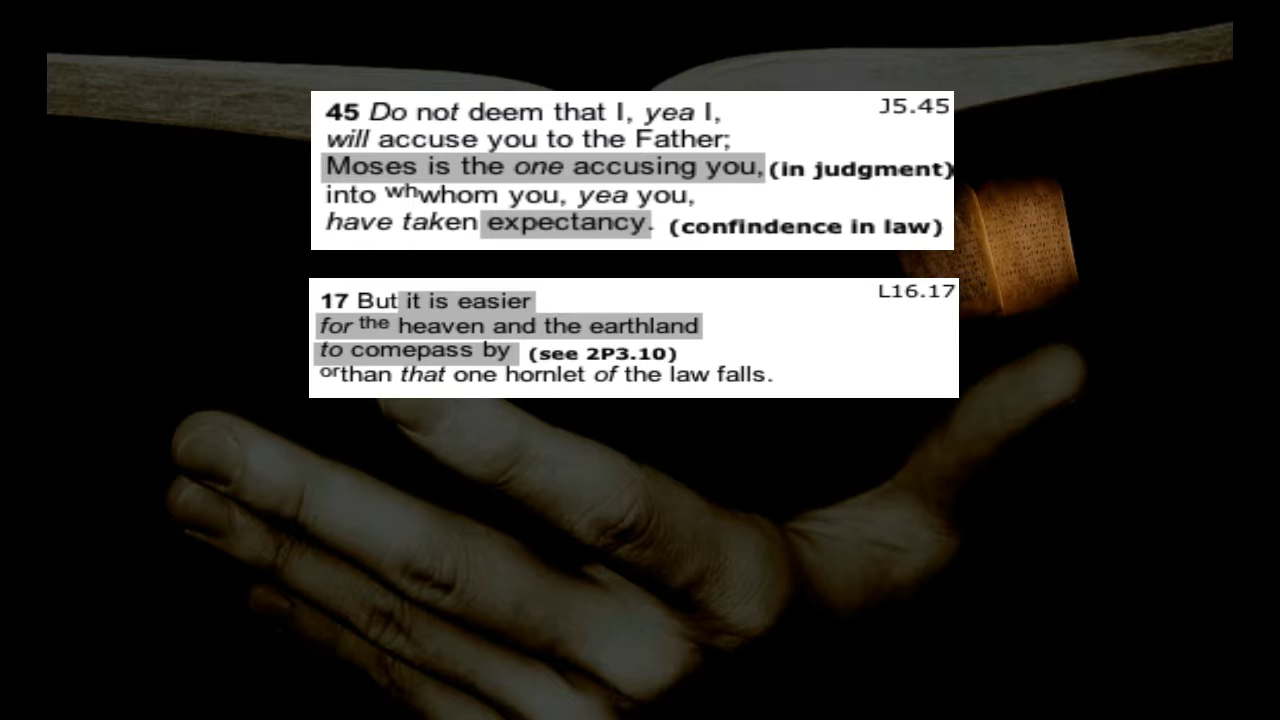 45 Do not deem that I, yea I, J5.45
will accuse you to the Father;
Moses is the one accusing you, (in judgment)
into whwhom you, yea you,
have taken expectancy. (confindence in law)
17 But it is easier L16.17
for the heaven and the earthland
to comepass by (see 2P3.10)
orthan that one hornlet of the law falls.